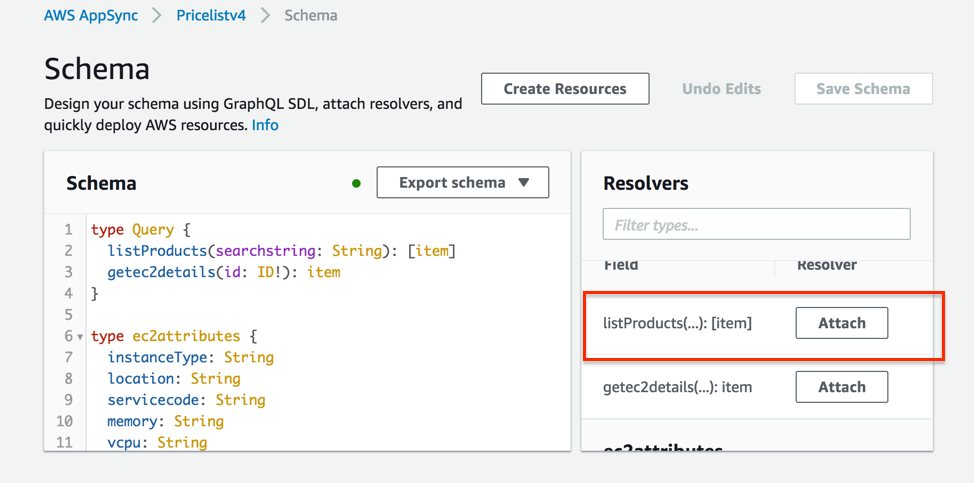 AWS AppSync > Pricelistv4 > Schema
Schema
Design your schema using GraphQL SDL, attach resolvers, and
quickly deploy AWS resources. Info
Create Resources
Undo Edits
Save Schema
Schema
Export schema
1 type Query {
2 listProducts(searchstring: String): [item]
3 getec2details(id: ID!): item
4 }
5
6 type ec2attributes {
7 instanceType: String
8 location: String
9 servicecode: String
10 memory: String
11 vcpu: String
Resolvers
Filter types...
Field Resolver
listProducts(...): [item] Attach
getec2details(...): item Attach
ec2attributes